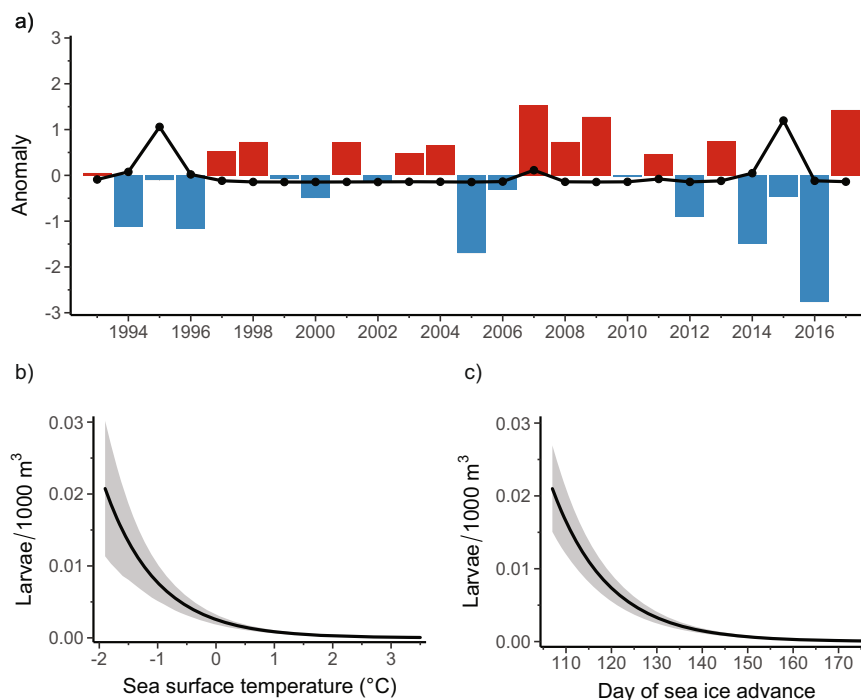 a)
3
2
1
0
-1
-2
-3
Anomaly
1994 1996 1998 2000 2002 2004 2006 2008 2010 2012 2014 2016
b)
0.03
0.02
0.01
0.00
Larvae/1000 m³
-2 -1 0 1 2 3
Sea surface temperature (°C)
c)
0.03
0.02
0.01
0.00
Larvae/1000 m³
110 120 130 140 150 160 170
Day of sea ice advance